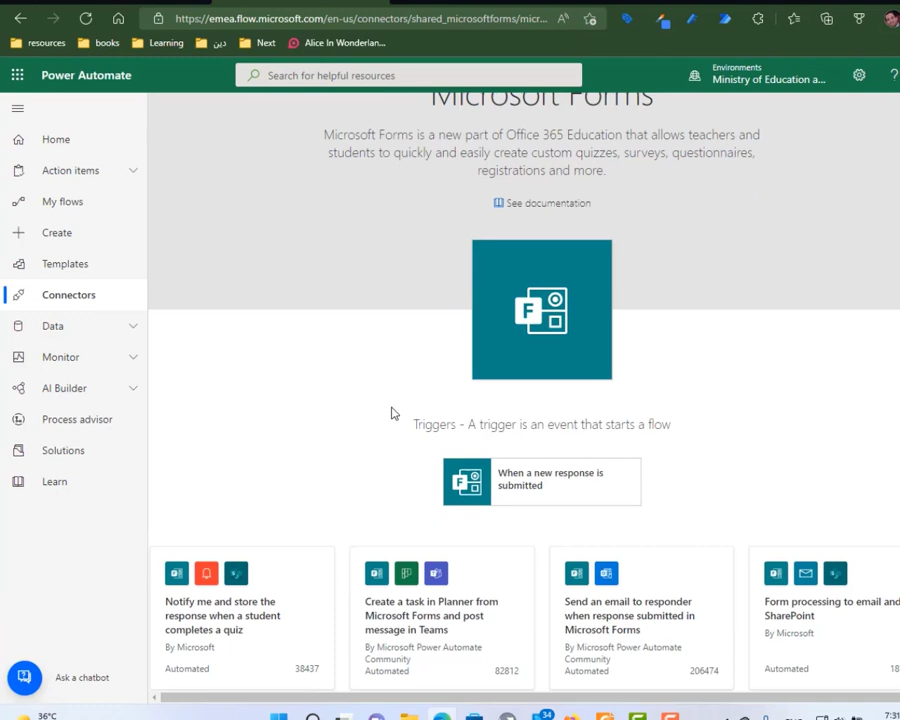 https://emea.flow.microsoft.com/en-us/connectors/shared_microsoftforms/micr...
resources books Learning دين Next Alice In Wonderlan...
Power Automate
Search for helpful resources
Environments
Ministry of Education a...
Microsoft Forms
Microsoft Forms is a new part of Office 365 Education that allows teachers and
students to quickly and easily create custom quizzes, surveys, questionnaires,
registrations and more.
See documentation
Home
Action items
My flows
Create
Templates
Connectors
Data
Monitor
AI Builder
Process advisor
Solutions
Learn
Ask a chatbot
F
Triggers - A trigger is an event that starts a flow
F
When a new response is
submitted
Notify me and store the
response when a student
completes a quiz
By Microsoft
Automated 38437
Create a task in Planner from
Microsoft Forms and post
message in Teams
By Microsoft Power Automate
Community
Automated 82812
Send an email to responder
when response submitted in
Microsoft Forms
By Microsoft Power Automate
Community
Automated 206474
Form processing to email and
SharePoint
By Microsoft
Automated 18
36°C
34
7:31